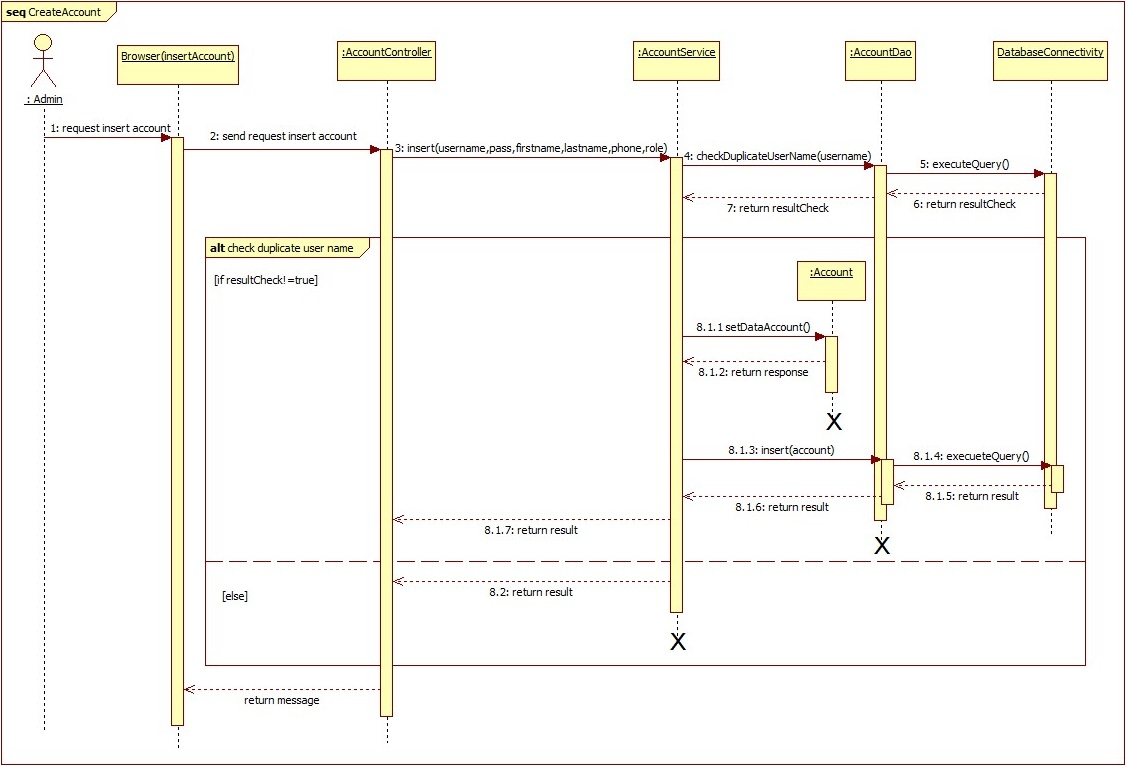 seq CreateAccount
: Admin
Browser(insertAccount)
:AccountController
:AccountService
:AccountDao
DatabaseConnectivity
1: request insert account
2: send request insert account
3: insert(username,pass,firstname,lastname,phone,role)
4: checkDuplicateUserName(username)
5: executeQuery()
6: return resultCheck
7: return resultCheck
alt check duplicate user name
[if resultCheck!=true]
:Account
8.1.1 setDataAccount()
8.1.2: return response
X
8.1.3: insert(account)
8.1.4: execueteQuery()
8.1.5: return result
8.1.6: return result
8.1.7: return result
X
8.2: return result
[else]
X
return message